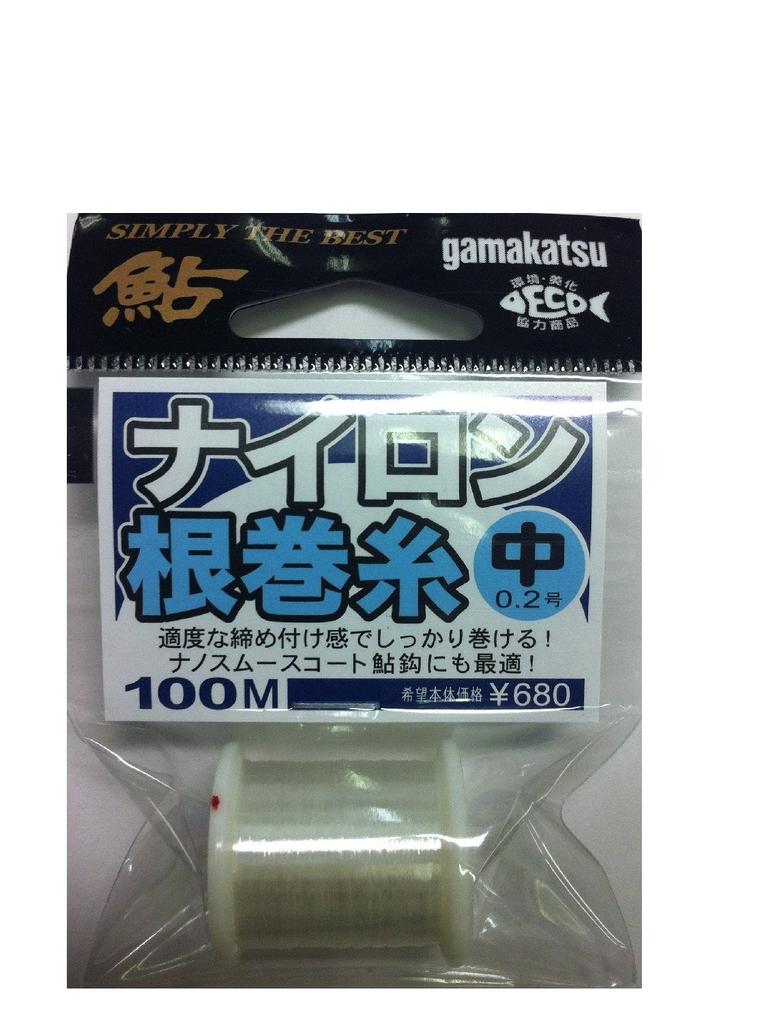 SIMPLY THE BEST
鮎
gamakatsu
環境・美化
ECO
協力商品
ナイロン
根巻糸
中
0.2号
適度な締め付け感でしっかり巻ける！
ナノスムースコート鮎鈎にも最適！
100M
希望本体価格 ¥680